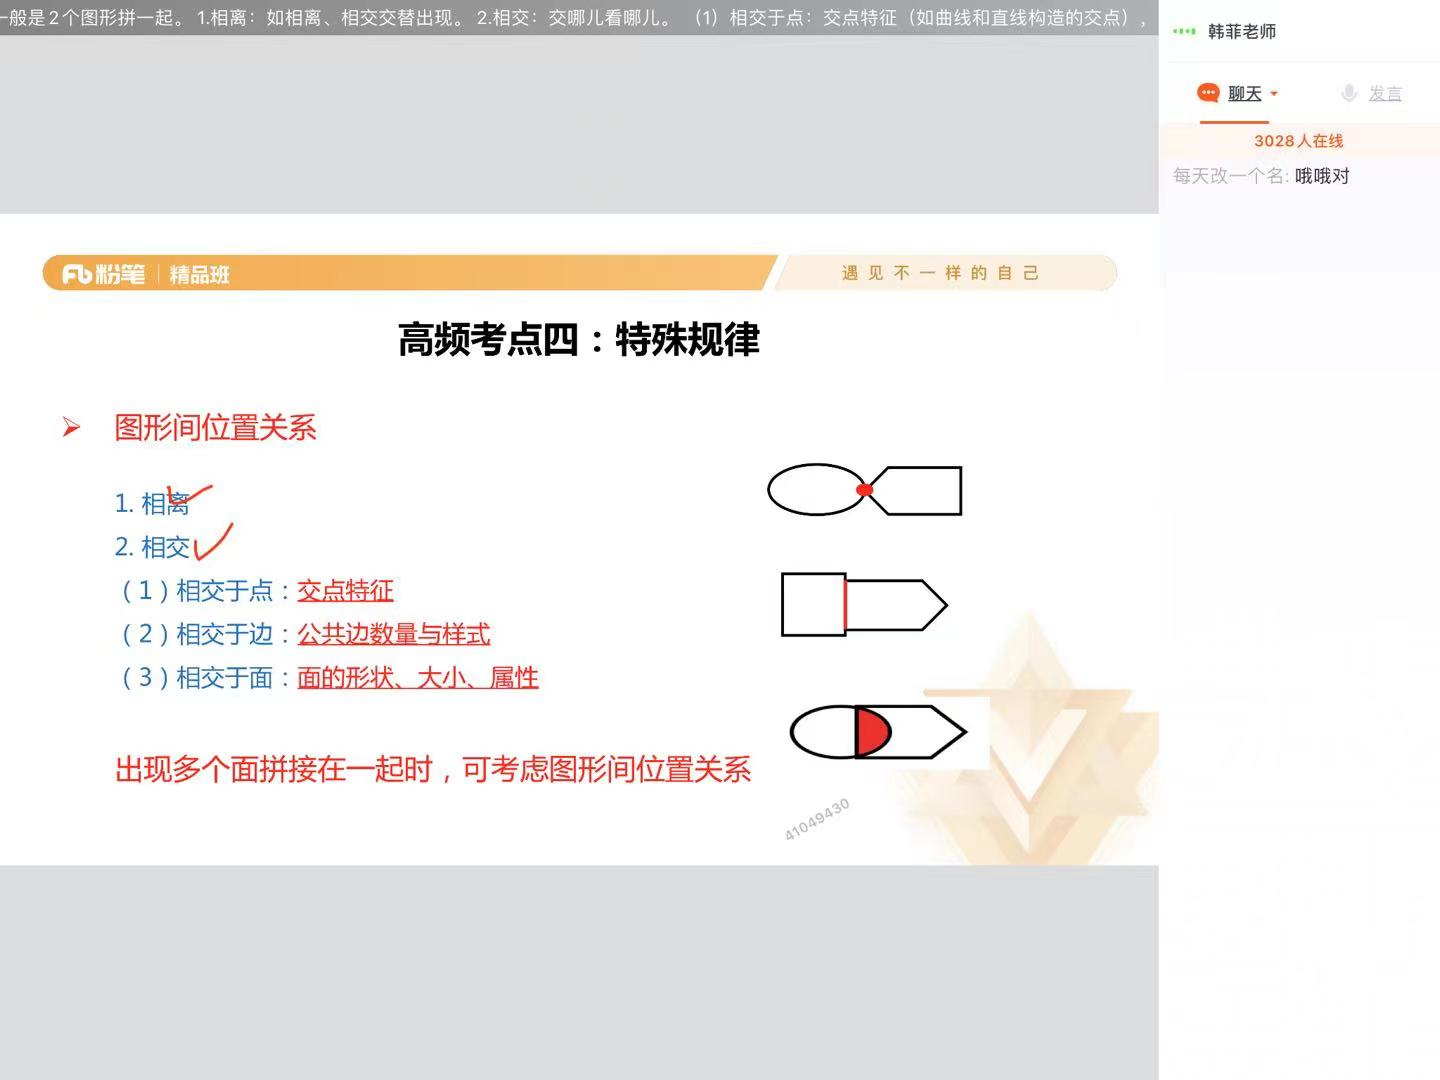 一般是2个图形拼一起。 1.相离：如相离、相交交替出现。 2.相交：交哪儿看哪儿。 （1）相交于点：交点特征（如曲线和直线构造的交点），
韩菲老师
聊天
发言
3028人在线
每天改一个名: 哦哦对
粉笔 精品班
遇见不一样的自己
高频考点四：特殊规律
图形间位置关系
1. 相离
2. 相交
（1）相交于点：交点特征
（2）相交于边：公共边数量与样式
（3）相交于面：面的形状、大小、属性
出现多个面拼接在一起时，可考虑图形间位置关系
41049430